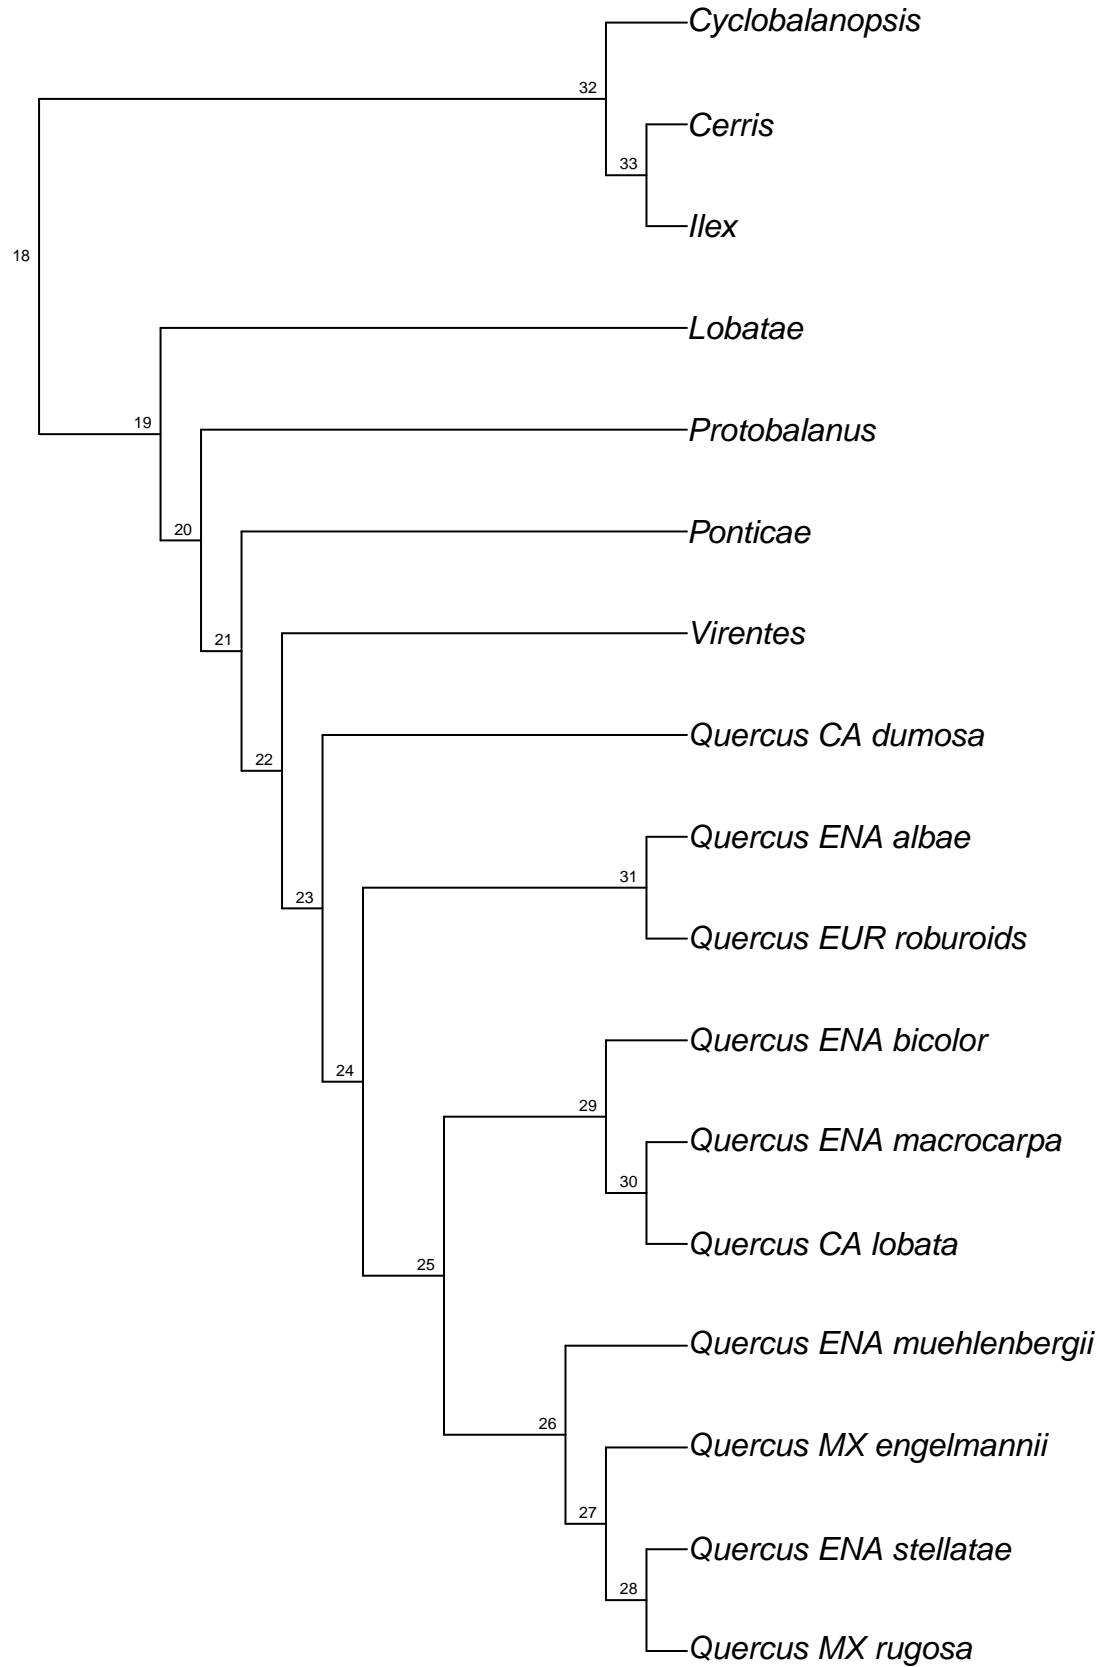 Cyclobalanopsis
32
Cerris
33
Ilex
18
Lobatae
19
Protobalanus
20
Ponticae
21
Virentes
22
Quercus CA dumosa
Quercus ENA albae
31
23
Quercus EUR roburoids
Quercus ENA bicolor
24
29
Quercus ENA macrocarpa
30
Quercus CA lobata
25
Quercus ENA muehlenbergii
26
Quercus MX engelmannii
27
Quercus ENA stellatae
28
Quercus MX rugosa